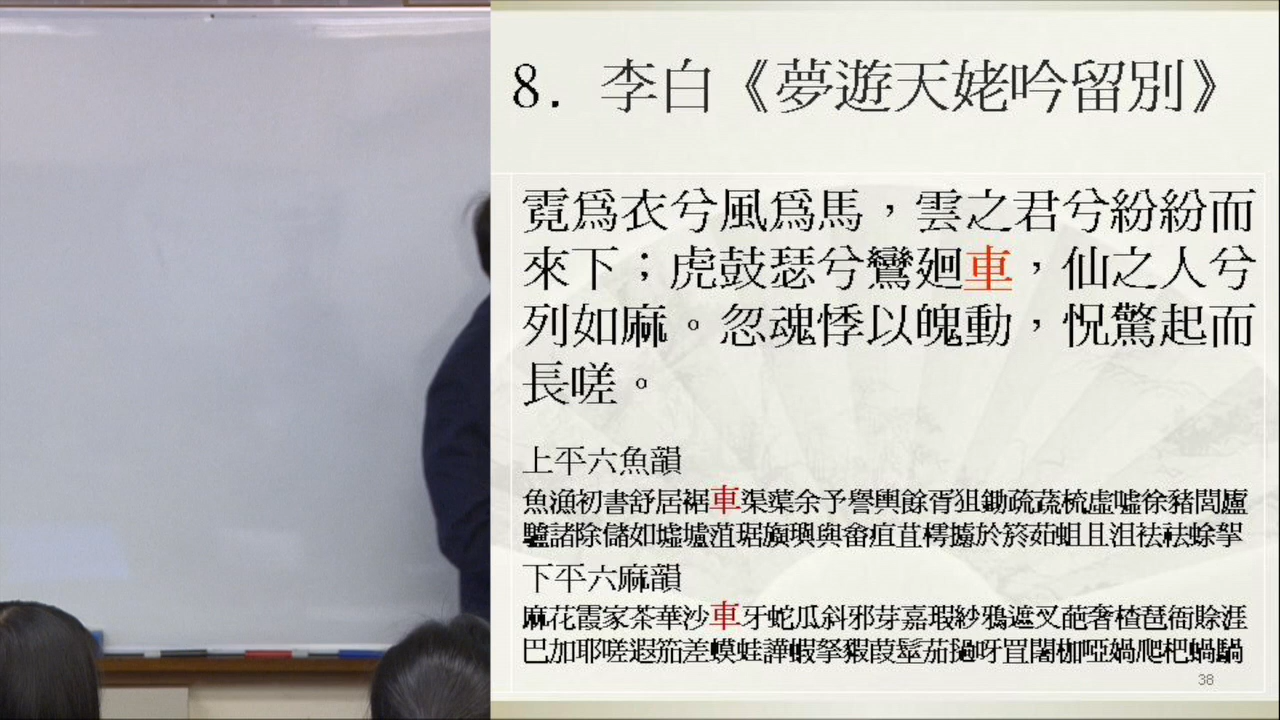 8. 李白《夢遊天姥吟留別》
霓爲衣兮風爲馬，雲之君兮紛紛而
來下；虎鼓瑟兮鸞廻車，仙之人兮
列如麻。忽魂悸以魄動，怳驚起而
長嗟。
上平六魚韻
魚漁初書舒居裾車渠蕖余予譽輿餘胥狙鋤疏蔬梳虛噓徐豬閭廬
驢諸除儲如墟壚菹琚旟璵與畬疽苴樗攄於菸茹蛆且沮袪祛蜍挐
下平六麻韻
麻花霞家茶華沙車牙蛇瓜斜邪芽嘉瑕紗鴉遮叉葩奢楂琶衙賒涯
巴加耶嗟遐笳差蟆蛙譁蝦拏猳葭髽茄撾呀罝闍枷啞媧爬杷蝸騧
38